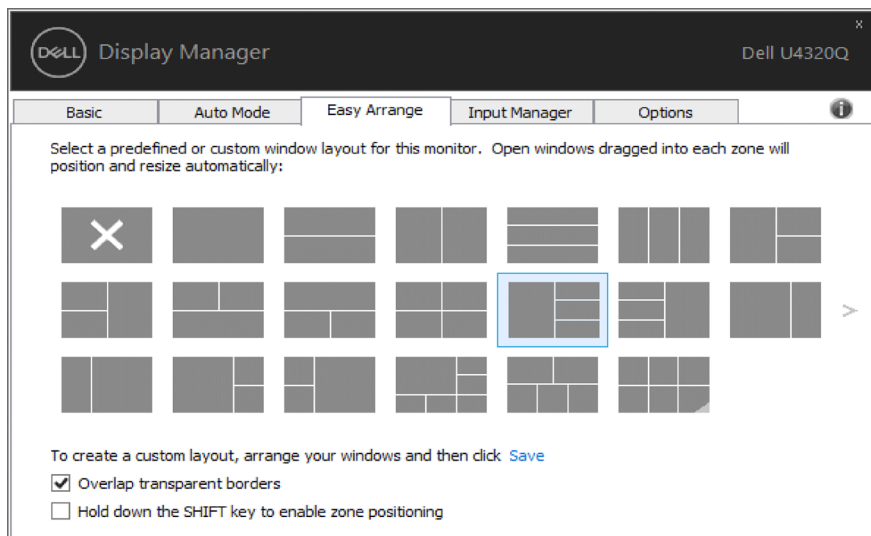 x
DELL Display Manager
Dell U4320Q
Basic
Auto Mode
Easy Arrange
Input Manager
Options
i
Select a predefined or custom window layout for this monitor.  Open windows dragged into each zone will
position and resize automatically:
>
To create a custom layout, arrange your windows and then click  Save
Overlap transparent borders
Hold down the SHIFT key to enable zone positioning